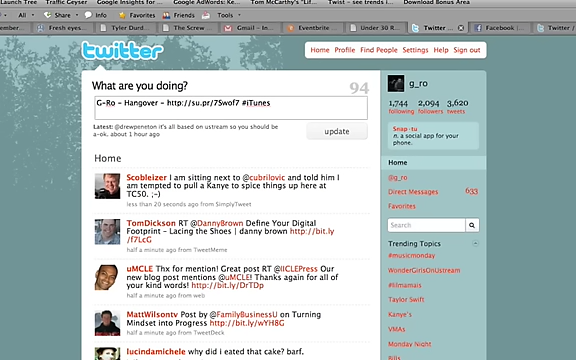 Launch Tree Traffic Geyser Google Insights for ... Google AdWords: Ke... Tom McCarthy's "Lif... Twist – see trends i... Download Bonus Area
All Share Info Favorites Friends Tools
ember... Fresh eyes... Tyler Durd... The Screw ... Gmail – In... Eventbrite ... Under 30 R... Twitter ... Facebook |... Twitter /
twitter
Home Profile Find People Settings Help Sign out
What are you doing? 94
G-Ro – Hangover – http://su.pr/7Swof7 #iTunes
Latest: @drewpeneton it's all based on ustream so you should be
a-ok. about 1 hour ago
update
Home
Scobleizer I am sitting next to @cubrilovic and told him I
am tempted to pull a Kanye to spice things up here at
TC50. ;-)
less than 20 seconds ago from SimplyTweet
TomDickson RT @DannyBrown Define Your Digital
Footprint – Lacing the Shoes | danny brown http://bit.ly
/f7LcG
half a minute ago from TweetMeme
uMCLE Thx for mention! Great post RT @IICLEPress Our
new blog post mentions @uMCLE! Thanks again for all of
your kind words! http://bit.ly/DrTDp
half a minute ago from web
MattWilsontv Post by @FamilyBusinessU on Turning
Mindset into Progress http://bit.ly/wYH8G
half a minute ago from TweetDeck
lucindamichele why did i eated that cake? barf.
g_ro
1,744 2,094 3,620
following followers tweets
Snap·tu
n. a social app for your
phone.
Home
@g_ro
Direct Messages 633
Favorites
Search
Trending Topics
#musicmonday
WonderGirlsOnUstream
#lilmamais
Taylor Swift
Kanye's
VMAs
Monday Night
Bills